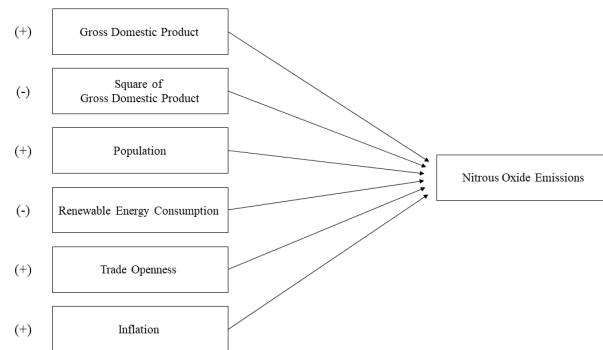 (+)
Gross Domestic Product
(-)
Square of
Gross Domestic Product
(+)
Population
Nitrous Oxide Emissions
(-)
Renewable Energy Consumption
(+)
Trade Openness
(+)
Inflation